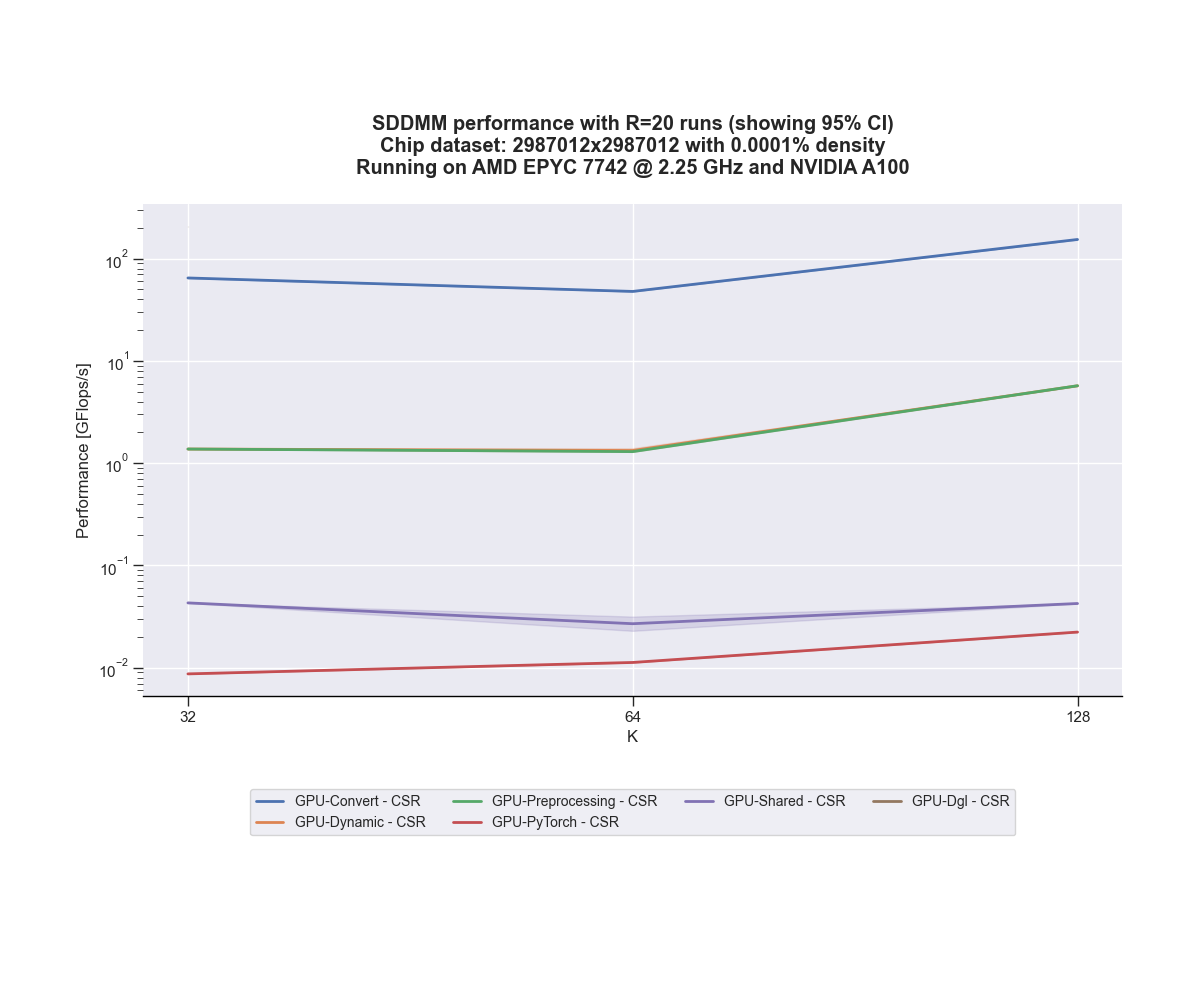 SDDMM performance with R=20 runs (showing 95% CI)
Chip dataset: 2987012x2987012 with 0.0001% density
Running on AMD EPYC 7742 @ 2.25 GHz and NVIDIA A100
10²
10¹
10⁰
10⁻¹
10⁻²
Performance [GFlops/s]
32 64 128
K
GPU-Convert - CSR GPU-Preprocessing - CSR GPU-Shared - CSR GPU-Dgl - CSR
GPU-Dynamic - CSR GPU-PyTorch - CSR